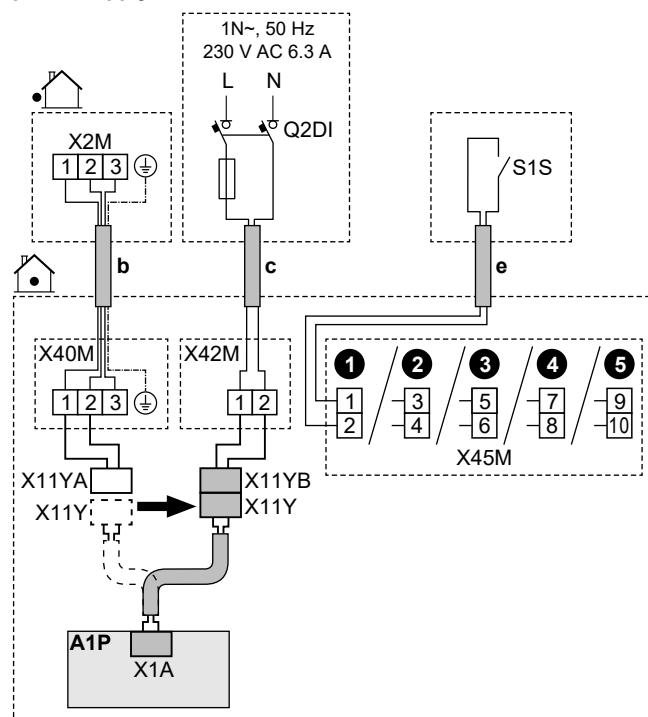 1N~, 50 Hz
230 V AC 6.3 A
L N
Q2DI
X2M
1 2 3
S1S
b
c
e
X40M
1 2 3
X42M
1 2
1 2 3 4 5
1 3 5 7 9
2 4 6 8 10
X45M
X11YA
X11YB
X11Y
X11Y
A1P
X1A